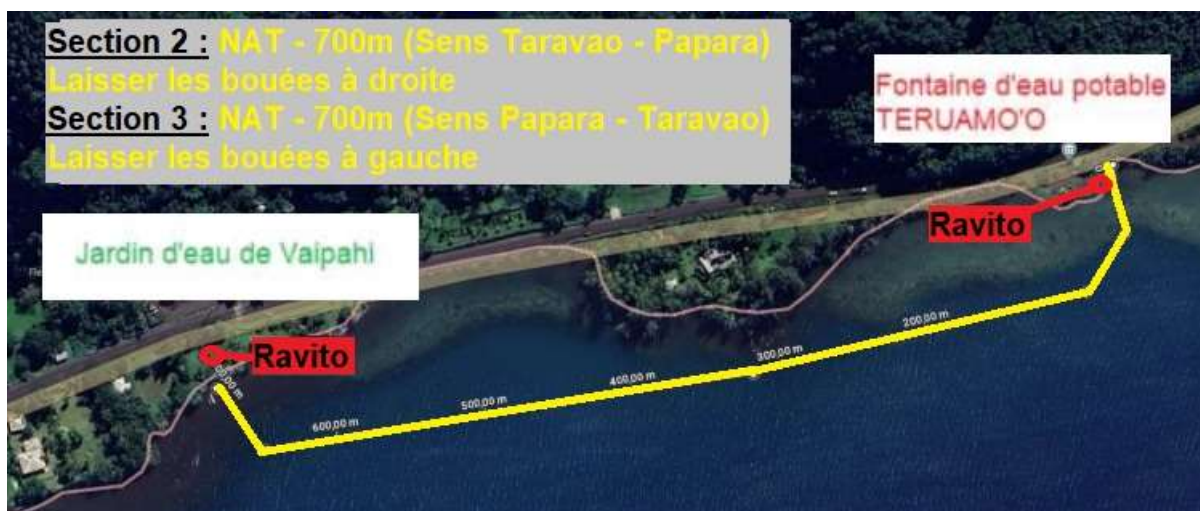 Section 2 : NAT - 700m (Sens Taravao - Papara)
Laisser les bouées à droite
Section 3 : NAT - 700m (Sens Papara - Taravao)
Laisser les bouées à gauche
Fontaine d'eau potable
TERUAMO'O
Ravito
Jardin d'eau de Vaipahi
Ravito
200,00 m
300,00 m
400,00 m
500,00 m
600,00 m